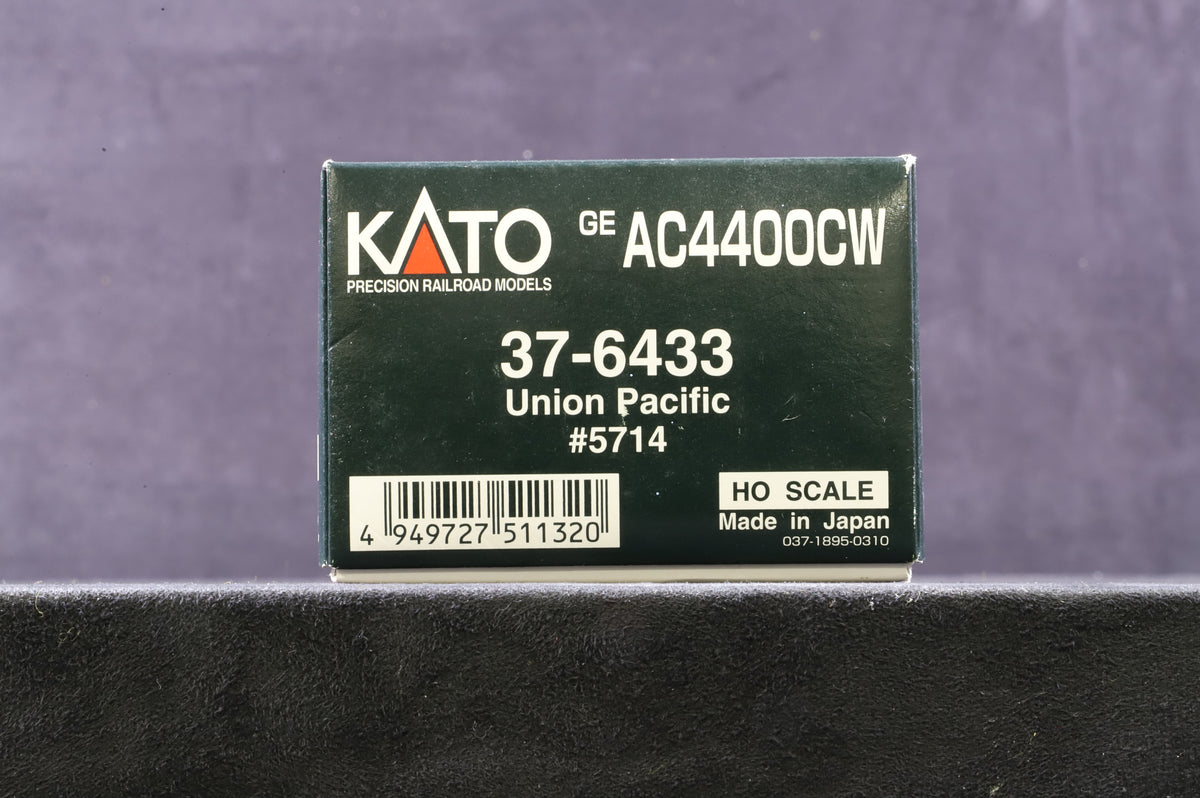 KATO
PRECISION RAILROAD MODELS
GE AC4400CW
37-6433
Union Pacific
#5714
4 949727 511320
HO SCALE
Made in Japan
037-1895-0310